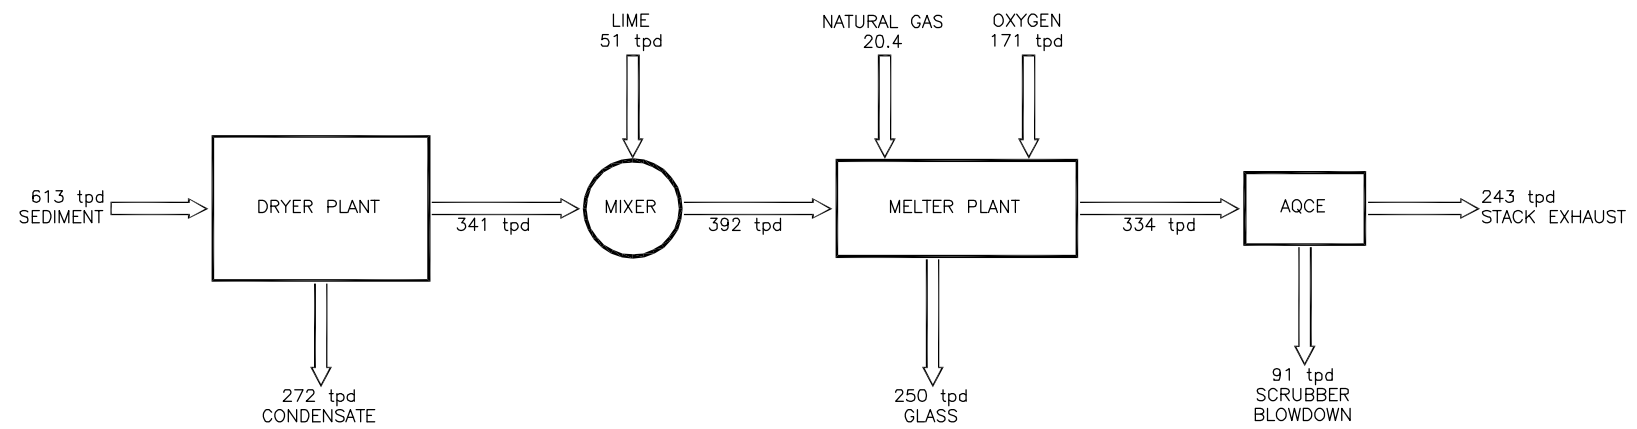 LIME
51 tpd
NATURAL GAS
20.4
OXYGEN
171 tpd
613 tpd
SEDIMENT
DRYER PLANT
341 tpd
MIXER
392 tpd
MELTER PLANT
334 tpd
AQCE
243 tpd
STACK EXHAUST
272 tpd
CONDENSATE
250 tpd
GLASS
91 tpd
SCRUBBER
BLOWDOWN